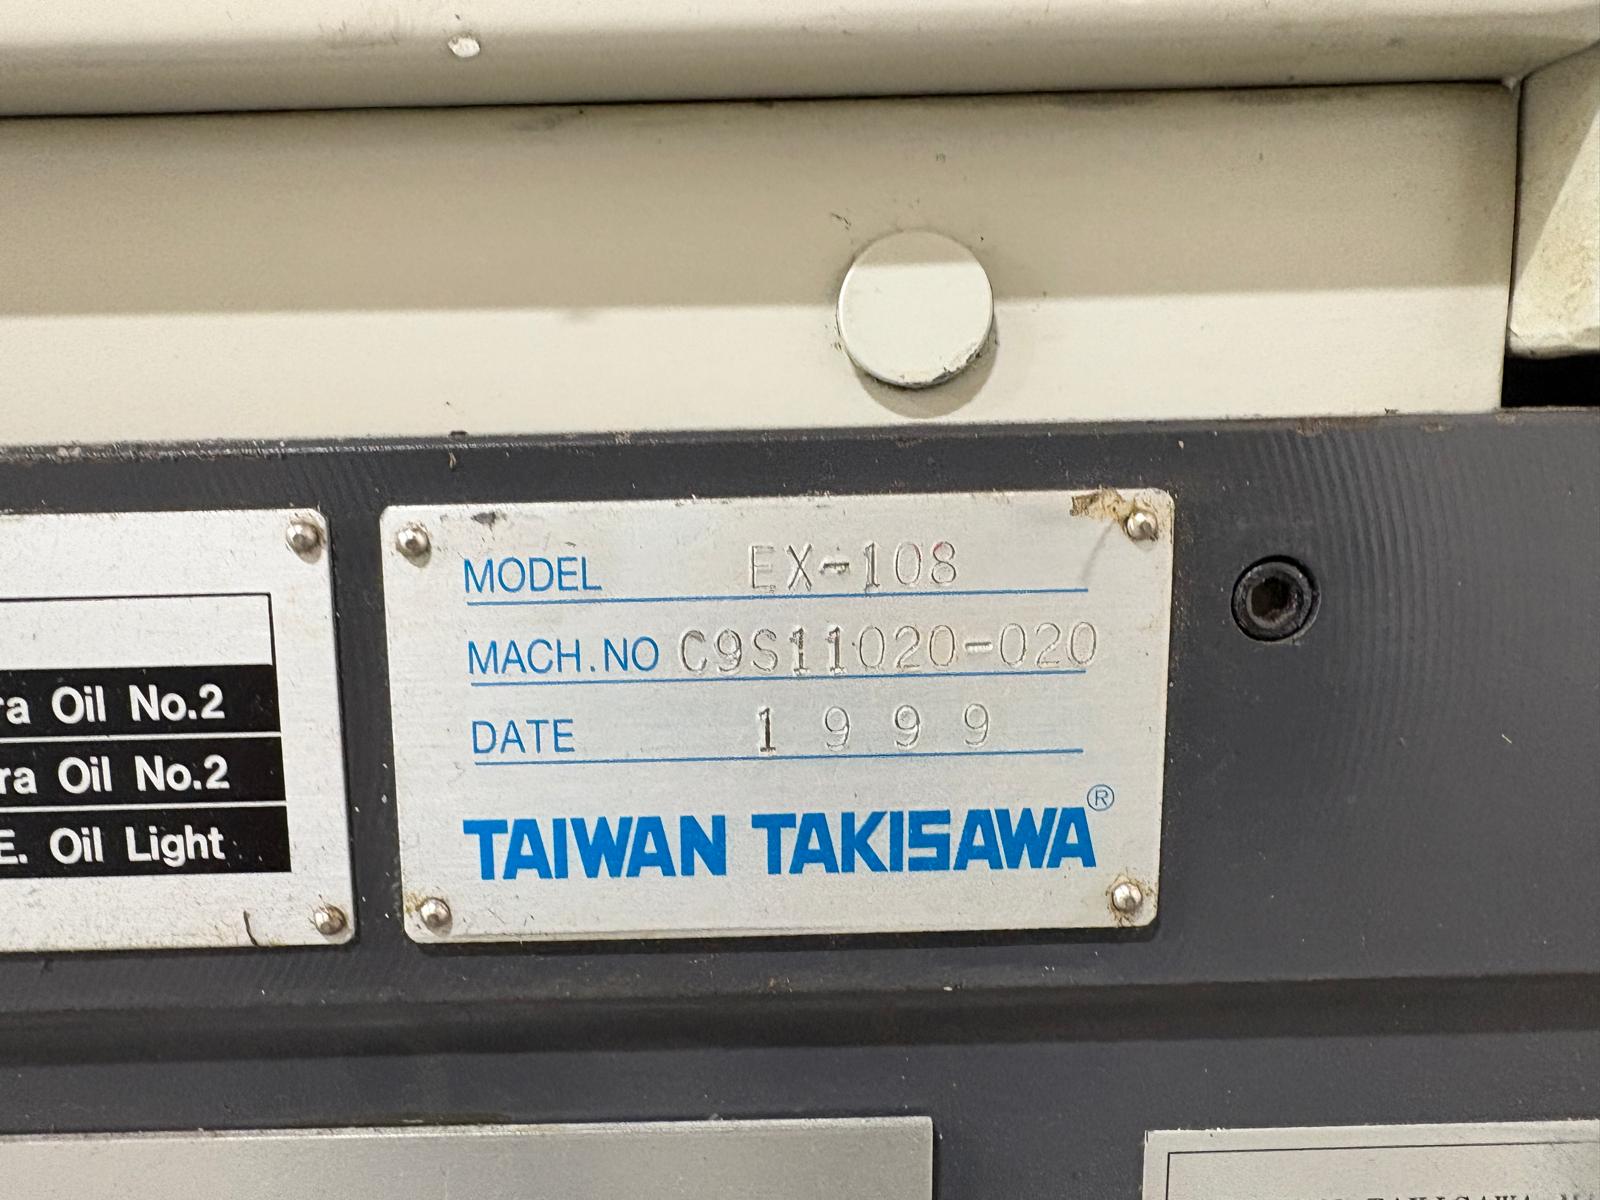 ra Oil No.2
ra Oil No.2
E. Oil Light
MODEL EX-108
MACH.NO C9S11020-020
DATE 1999
TAIWAN TAKISAWA®
TAKISAWA